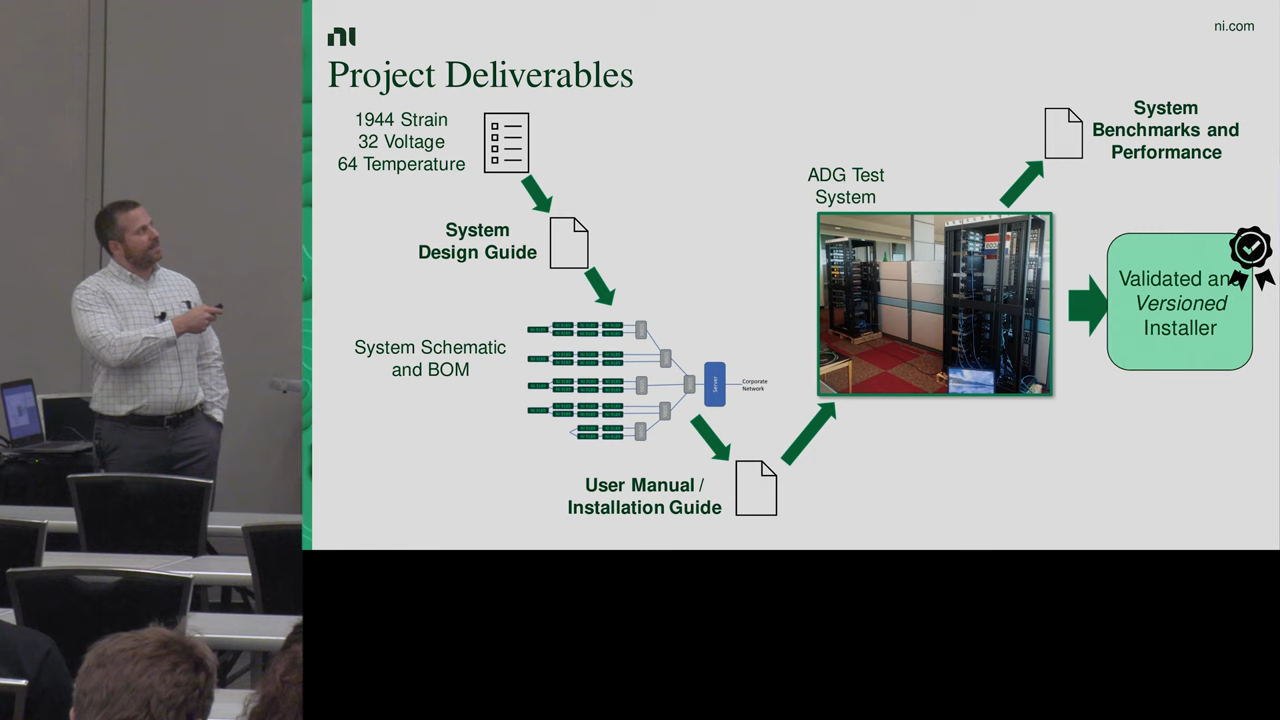 ni
ni.com
Project Deliverables
1944 Strain
32 Voltage
64 Temperature
System
Design Guide
System Schematic
and BOM
Server
Corporate
Network
User Manual /
Installation Guide
ADG Test
System
System
Benchmarks and
Performance
Validated an
Versioned
Installer